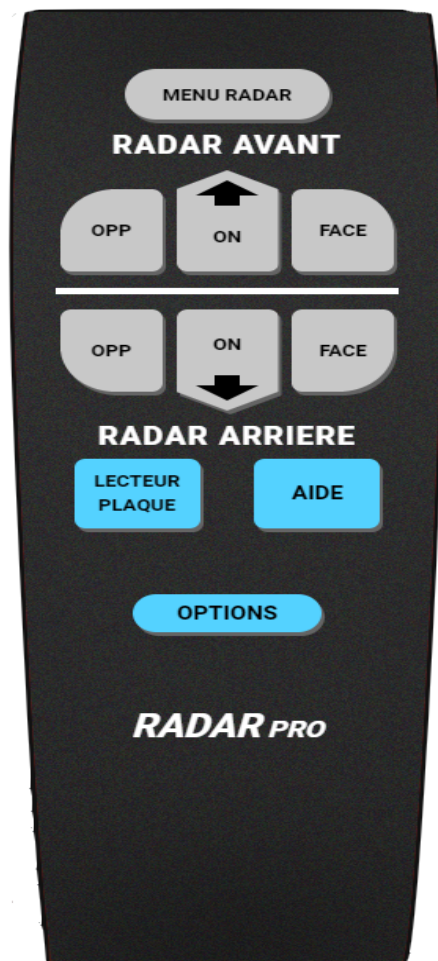 MENU RADAR
RADAR AVANT
OPP
ON
FACE
OPP
ON
FACE
RADAR ARRIERE
LECTEUR
PLAQUE
AIDE
OPTIONS
RADAR PRO